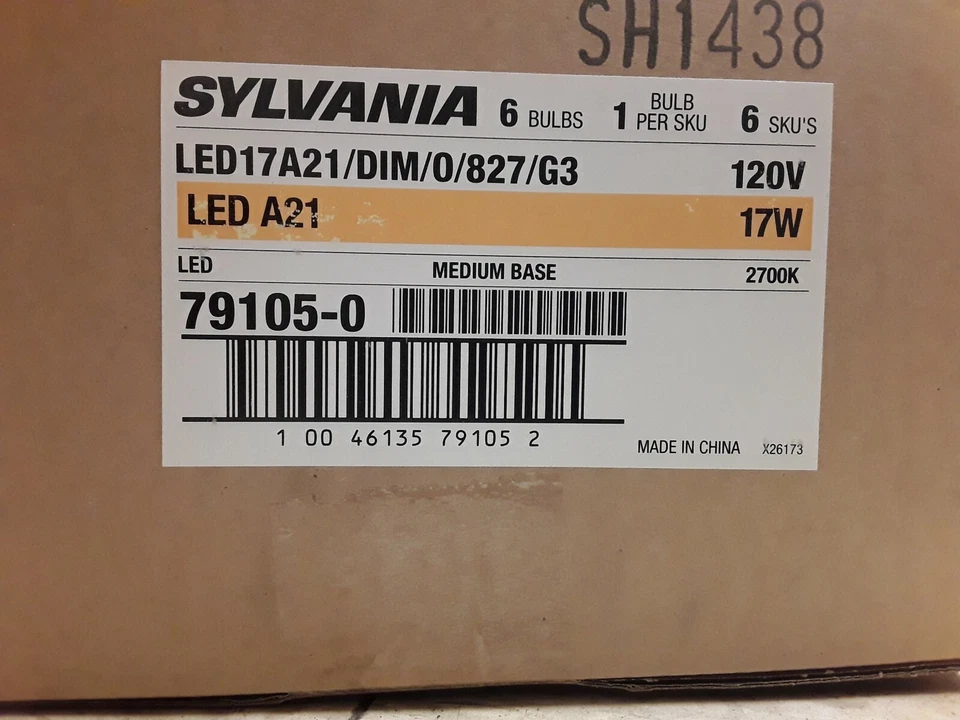 SH1438
SYLVANIA 6 BULBS 1 BULB PER SKU 6 SKU'S
LED17A21/DIM/O/827/G3 120V
LED A21 17W
LED MEDIUM BASE 2700K
79105-0
1 00 46135 79105 2
MADE IN CHINA X26173